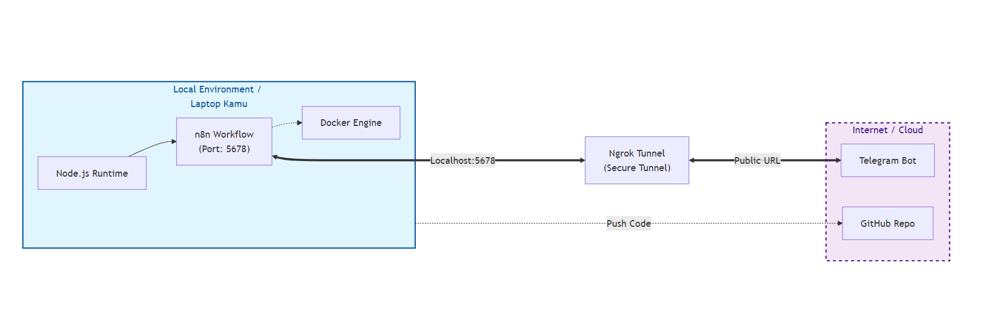 Local Environment /
Laptop Kamu
Docker Engine
n8n Workflow
(Port: 5678)
Node.js Runtime
Localhost:5678
Ngrok Tunnel
(Secure Tunnel)
Public URL
Internet / Cloud
Telegram Bot
Push Code
GitHub Repo